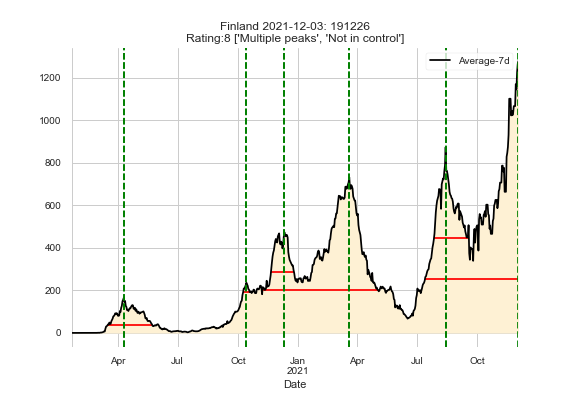 Finland 2021-12-03: 191226
Rating:8 ['Multiple peaks', 'Not in control']
Average-7d
1200
1000
800
600
400
200
0
Apr Jul Oct Jan Apr Jul Oct
2021
Date